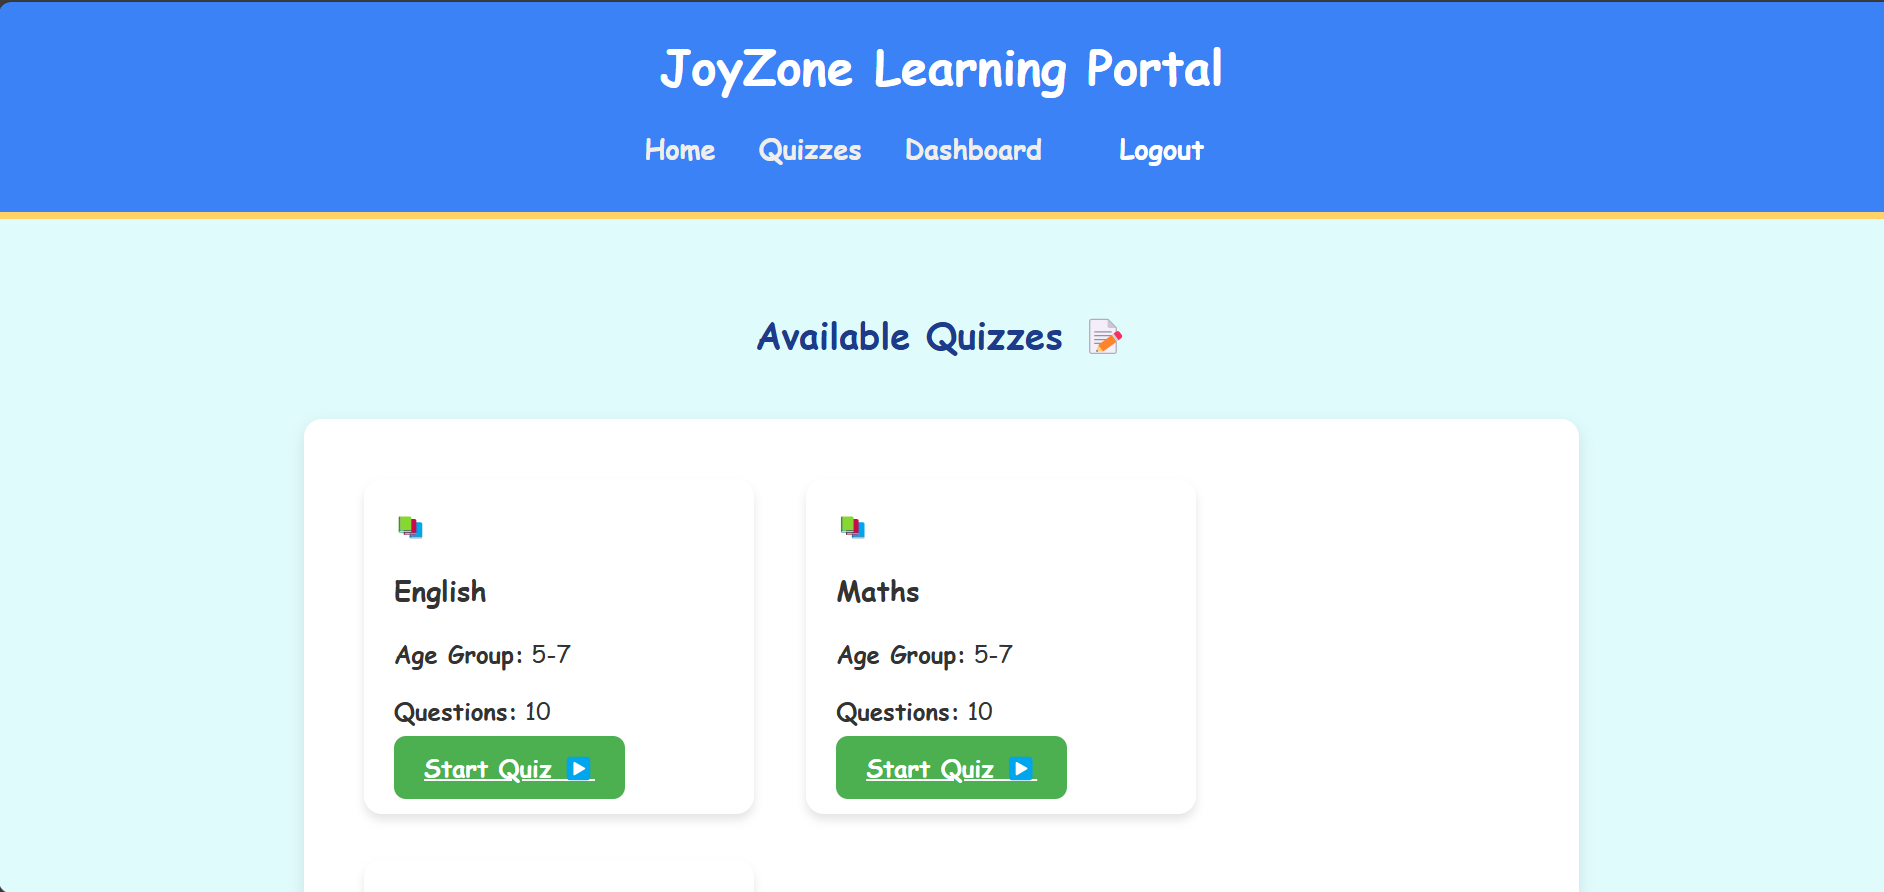 JoyZone Learning Portal
Home Quizzes Dashboard Logout
Available Quizzes
English
Age Group: 5-7
Questions: 10
Start Quiz
Maths
Age Group: 5-7
Questions: 10
Start Quiz